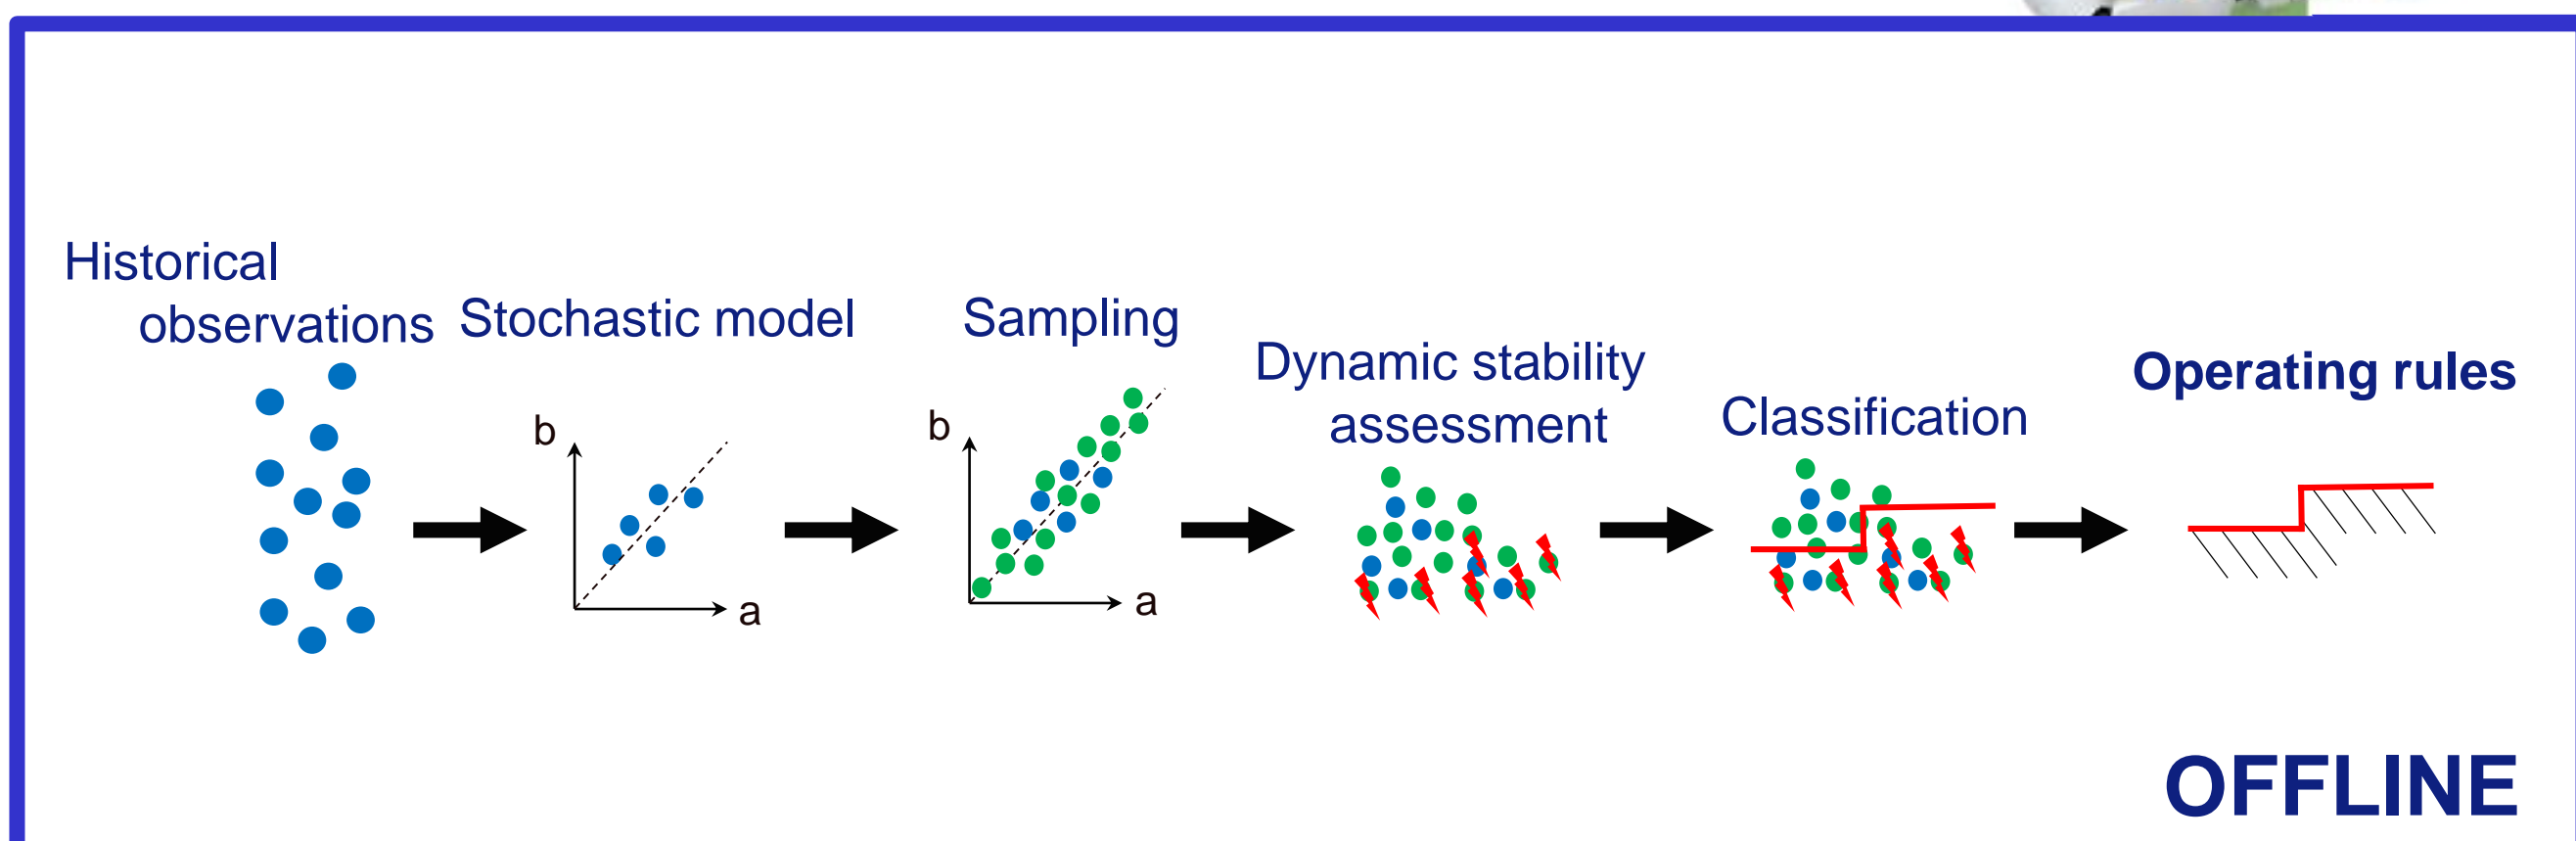 Historical
observations
Stochastic model
Sampling
Dynamic stability
assessment
Classification
Operating rules
b
a
b
a
OFFLINE